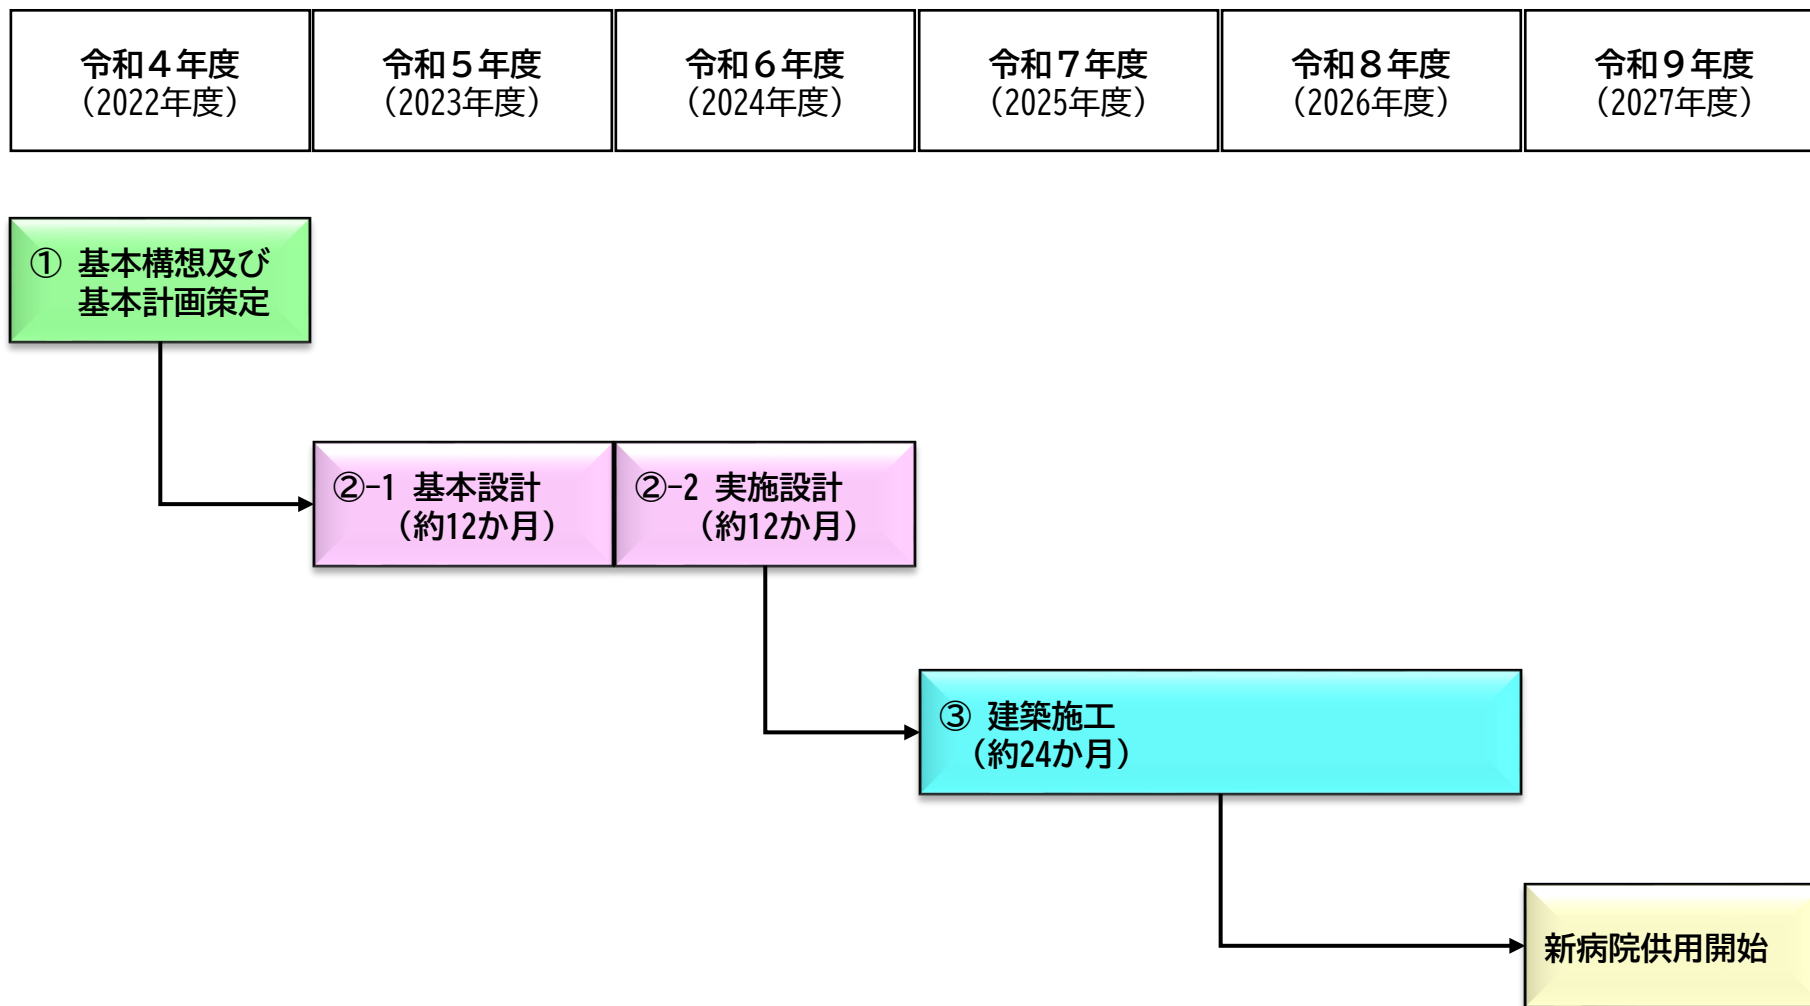 令和４年度
（2022年度）
令和５年度
（2023年度）
令和６年度
（2024年度）
令和７年度
（2025年度）
令和８年度
（2026年度）
令和９年度
（2027年度）
① 基本構想及び
基本計画策定
②-1 基本設計
（約12か月）
②-2 実施設計
（約12か月）
③ 建築施工
（約24か月）
新病院供用開始